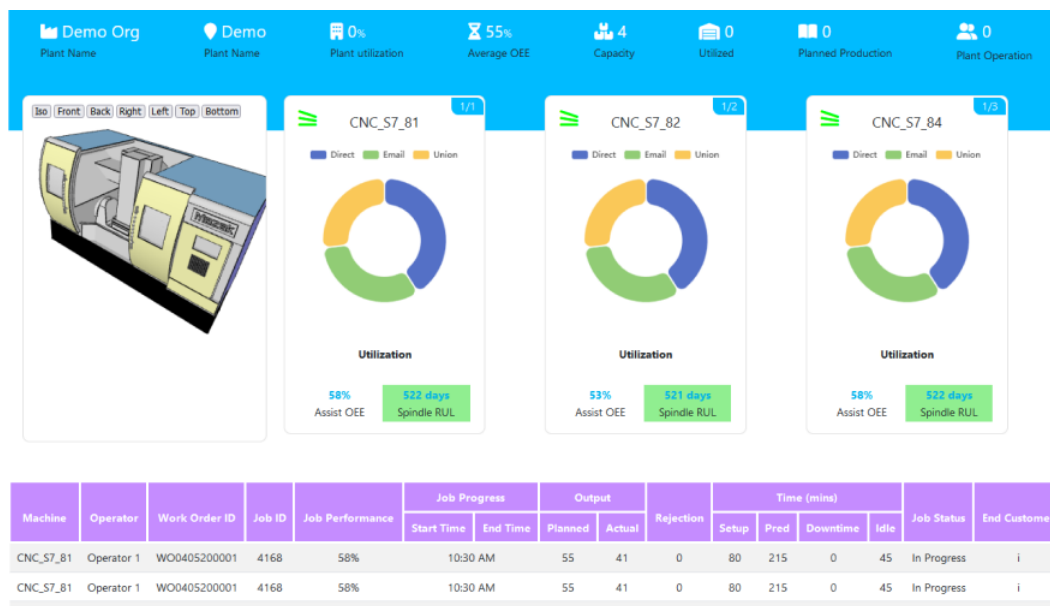 Demo Org
Plant Name
Demo
Plant Name
0%
Plant utilization
55%
Average OEE
4
Capacity
0
Utilized
0
Planned Production
0
Plant Operation
Iso Front Back Right Left Top Bottom
Mazak
1/1
CNC_S7_81
Direct Email Union
Utilization
58%
Assist OEE
522 days
Spindle RUL
1/2
CNC_S7_82
Direct Email Union
Utilization
53%
Assist OEE
521 days
Spindle RUL
1/3
CNC_S7_84
Direct Email Union
Utilization
58%
Assist OEE
522 days
Spindle RUL
Machine Operator Work Order ID Job ID Job Performance Job Progress Output Rejection Time (mins) Job Status End Custome
Start Time End Time Planned Actual Setup Pred Downtime Idle
CNC_S7_81 Operator 1 WO0405200001 4168 58% 10:30 AM 55 41 0 80 215 0 45 In Progress i
CNC_S7_81 Operator 1 WO0405200001 4168 58% 10:30 AM 55 41 0 80 215 0 45 In Progress i